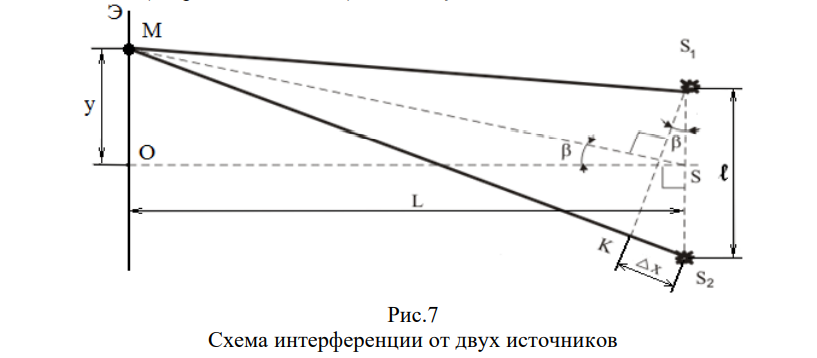 Э
M
S₁
y
O
β
β
S
ℓ
L
K
Δx
S₂
Рис.7
Схема интерференции от двух источников